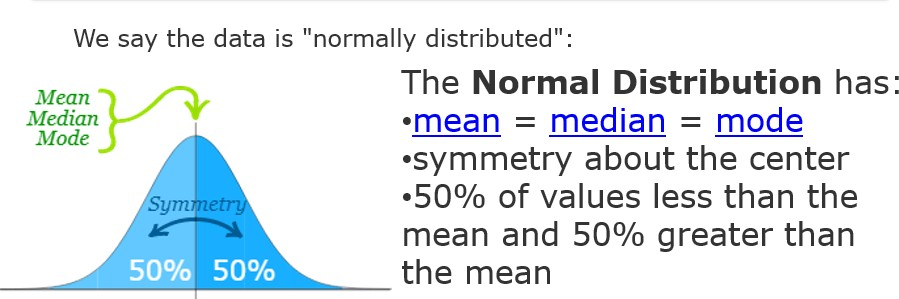 We say the data is "normally distributed":
Mean
Median
Mode
Symmetry
50% 50%
The Normal Distribution has:
•mean = median = mode
•symmetry about the center
•50% of values less than the
mean and 50% greater than
the mean